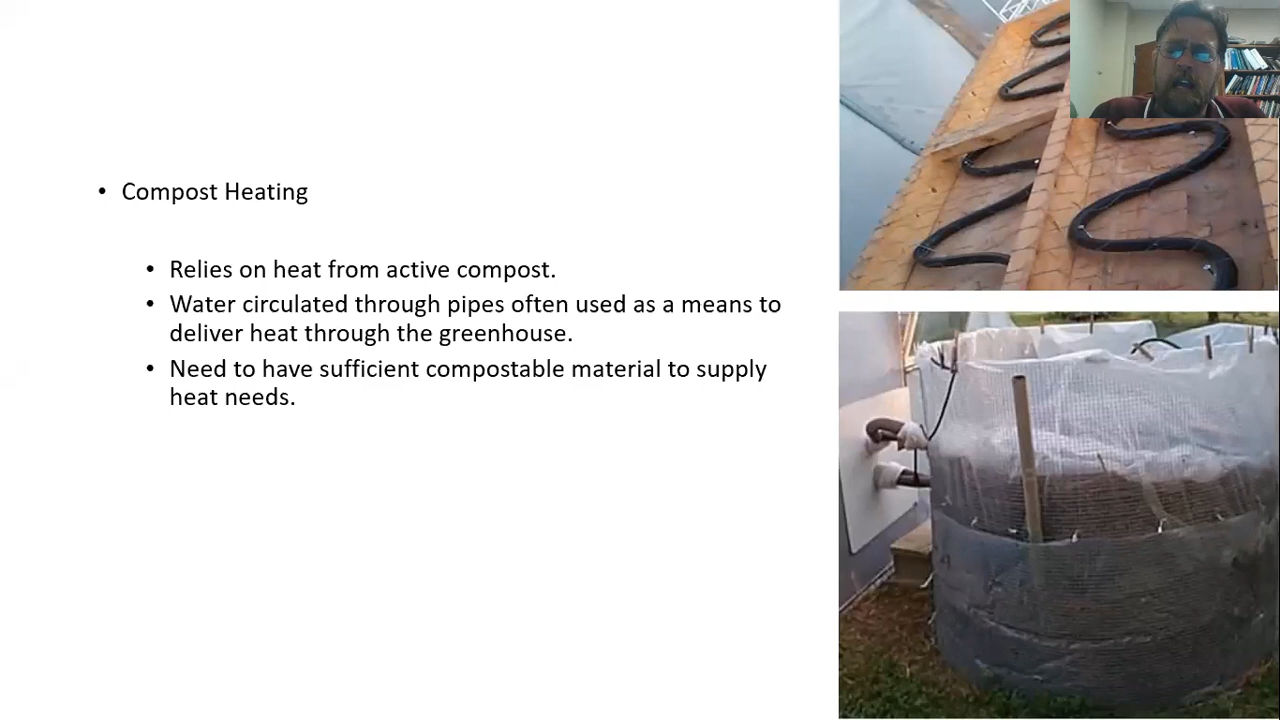 • Compost Heating
• Relies on heat from active compost.
• Water circulated through pipes often used as a means to
deliver heat through the greenhouse.
• Need to have sufficient compostable material to supply
heat needs.